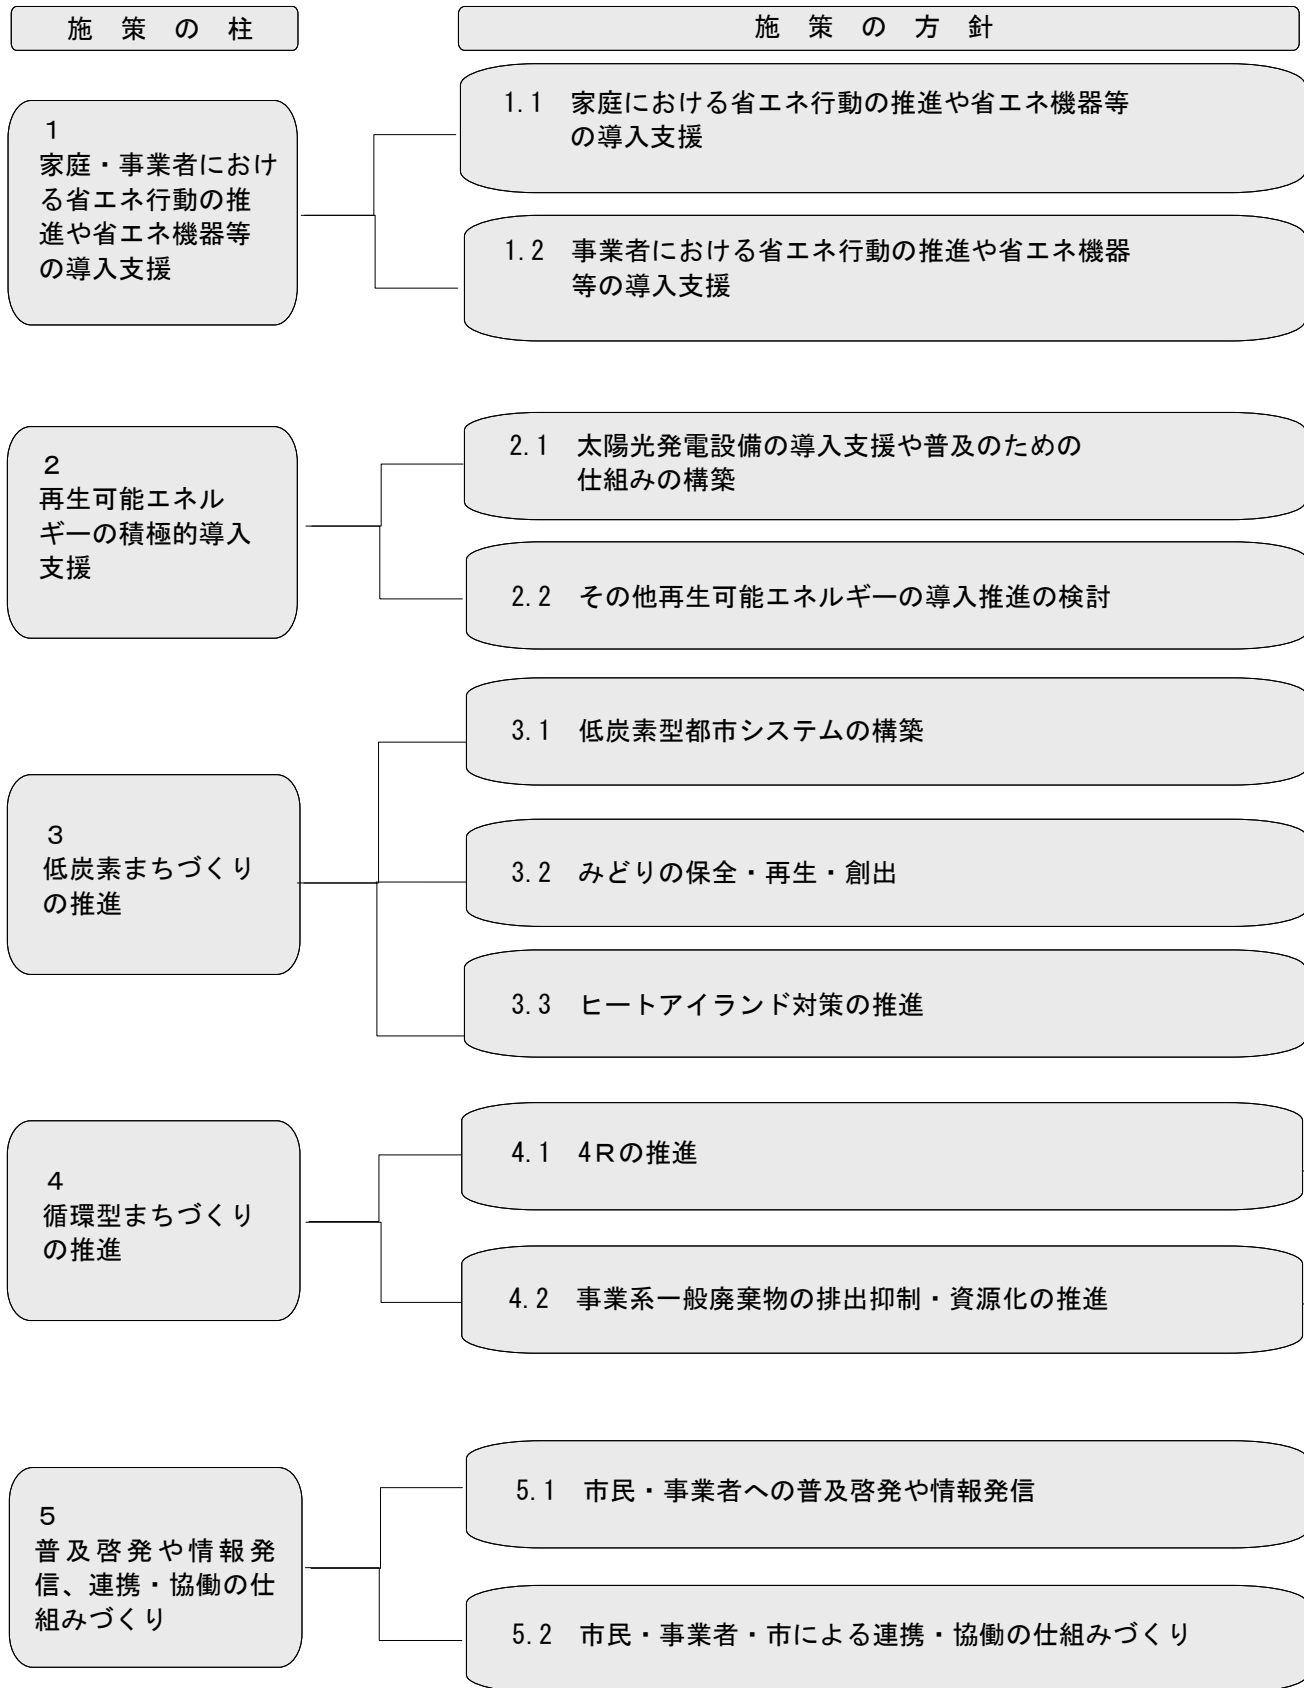 施策の柱
施策の方針
1
家庭・事業者におけ
る省エネ行動の推
進や省エネ機器等
の導入支援
1.1 家庭における省エネ行動の推進や省エネ機器等
の導入支援
1.2 事業者における省エネ行動の推進や省エネ機器
等の導入支援
2
再生可能エネル
ギーの積極的導入
支援
2.1 太陽光発電設備の導入支援や普及のための
仕組みの構築
2.2 その他再生可能エネルギーの導入推進の検討
3
低炭素まちづくり
の推進
3.1 低炭素型都市システムの構築
3.2 みどりの保全・再生・創出
3.3 ヒートアイランド対策の推進
4
循環型まちづくり
の推進
4.1 4Rの推進
4.2 事業系一般廃棄物の排出抑制・資源化の推進
5
普及啓発や情報発
信、連携・協働の仕
組みづくり
5.1 市民・事業者への普及啓発や情報発信
5.2 市民・事業者・市による連携・協働の仕組みづくり